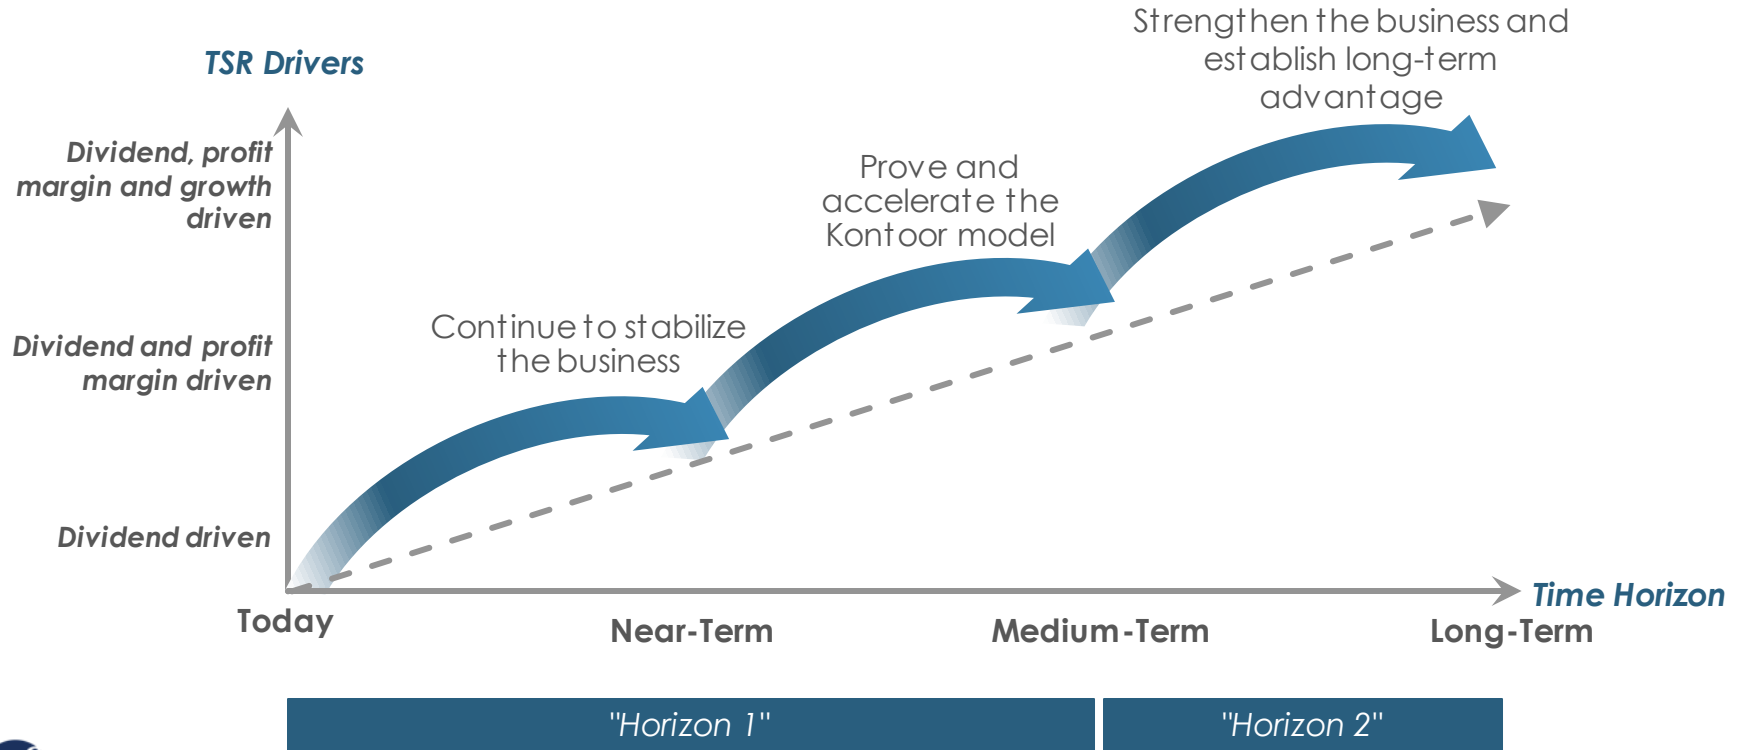 Strengthen the business and
establish long-term
advantage
TSR Drivers
Dividend, profit
margin and growth
driven
Prove and
accelerate the
Kontoor model
Continue to stabilize
the business
Dividend and profit
margin driven
Dividend driven
Time Horizon
Today
Near-Term
Medium-Term
Long-Term
"Horizon 1"
"Horizon 2"